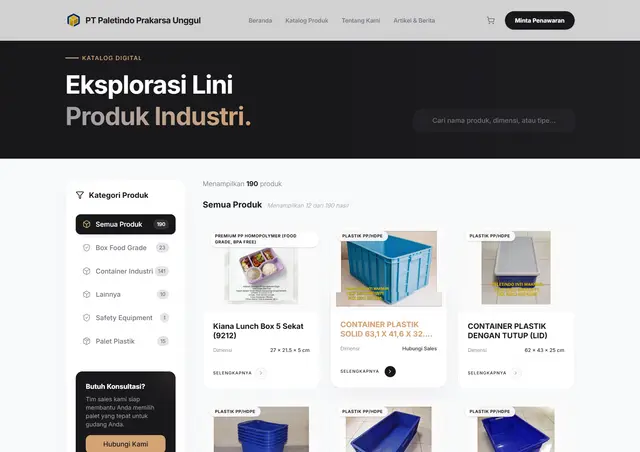 PT Paletindo Prakarsa Unggul
Beranda
Katalog Produk
Tentang Kami
Artikel & Berita
Minta Penawaran
KATALOG DIGITAL
Eksplorasi Lini
Produk Industri.
Cari nama produk, dimensi, atau tipe...
Kategori Produk
Semua Produk 190
Box Food Grade 23
Container Industri 141
Lainnya 10
Safety Equipment 1
Palet Plastik 15
Butuh Konsultasi?
Tim sales kami siap
membantu Anda memilih
palet yang tepat untuk
gudang Anda.
Hubungi Kami
Menampilkan 190 produk
Semua Produk Menampilkan 12 dari 190 hasil
PREMIUM PP HOMOPOLYMER (FOOD
GRADE, BPA FREE)
Kiana Lunch Box 5 Sekat
(9212)
Dimensi 27 x 21.5 x 5 cm
SELENGKAPNYA
PLASTIK PP/HDPE
CONTAINER PLASTIK
SOLID 63,1 X 41,6 X 32....
Dimensi Hubungi Sales
SELENGKAPNYA
PLASTIK PP/HDPE
CONTAINER PLASTIK
DENGAN TUTUP (LID)
Dimensi 62 x 43 x 25 cm
SELENGKAPNYA
PLASTIK PP/HDPE
PLASTIK PP/HDPE
PLASTIK PP/HDPE